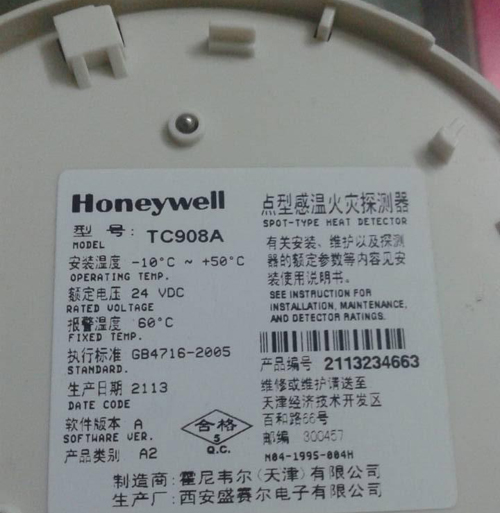 Honeywell
型 号: TC908A
MODEL
安装温度 -10°C ~ +50°C
OPERATING TEMP.
额定电压 24 VDC
RATED VOLTAGE
报警温度 60°C
FIXED TEMP.
执行标准 GB4716-2005
STANDARD.
生产日期 2113
DATE CODE
软件版本 A
SOFTWARE VER.
产品类别 A2
合格
5
Q.C.
点型感温火灾探测器
SPOT-TYPE HEAT DETECTOR
有关安装、维护以及探测
器的额定参数等内容见安
装使用说明书。
SEE INSTRUCTION FOR
INSTALLATION, MAINTENANCE,
AND DETECTOR RATINGS.
产品编号 2113234663
维修或维护请送至
天津经济技术开发区
百和路66号
邮编 300457
M04-1995-004H
制造商: 霍尼韦尔(天津)有限公司
生产厂: 西安盛赛尔电子有限公司